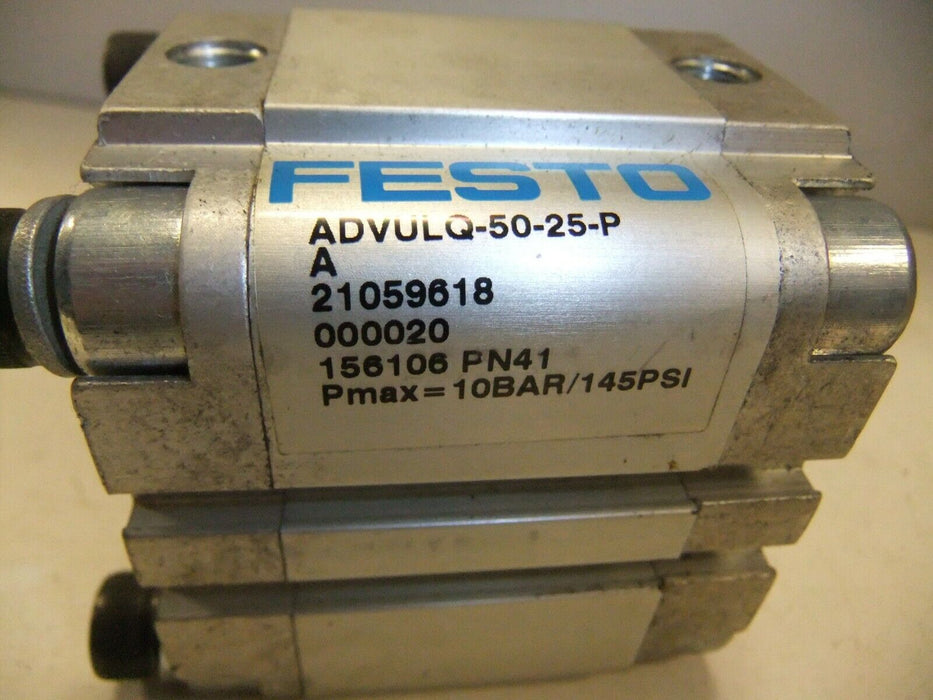 FESTO
ADVULQ-50-25-P
A
21059618
000020
156106 PN41
Pmax=10BAR/145PSI